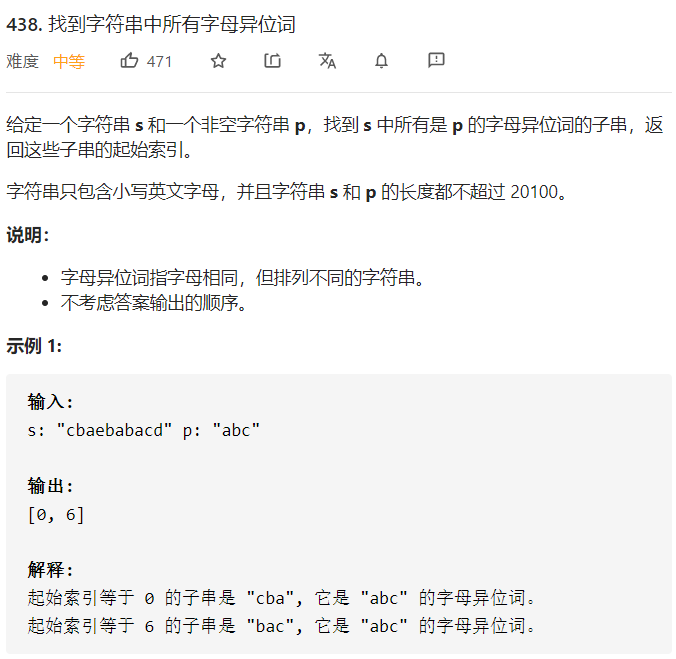 438. 找到字符串中所有字母异位词
难度 中等 471
给定一个字符串 s 和一个非空字符串 p，找到 s 中所有是 p 的字母异位词的子串，返
回这些子串的起始索引。
字符串只包含小写英文字母，并且字符串 s 和 p 的长度都不超过 20100。
说明：
• 字母异位词指字母相同，但排列不同的字符串。
• 不考虑答案输出的顺序。
示例 1:
输入:
s: "cbaebabacd" p: "abc"
输出:
[0, 6]
解释:
起始索引等于 0 的子串是 "cba", 它是 "abc" 的字母异位词。
起始索引等于 6 的子串是 "bac", 它是 "abc" 的字母异位词。